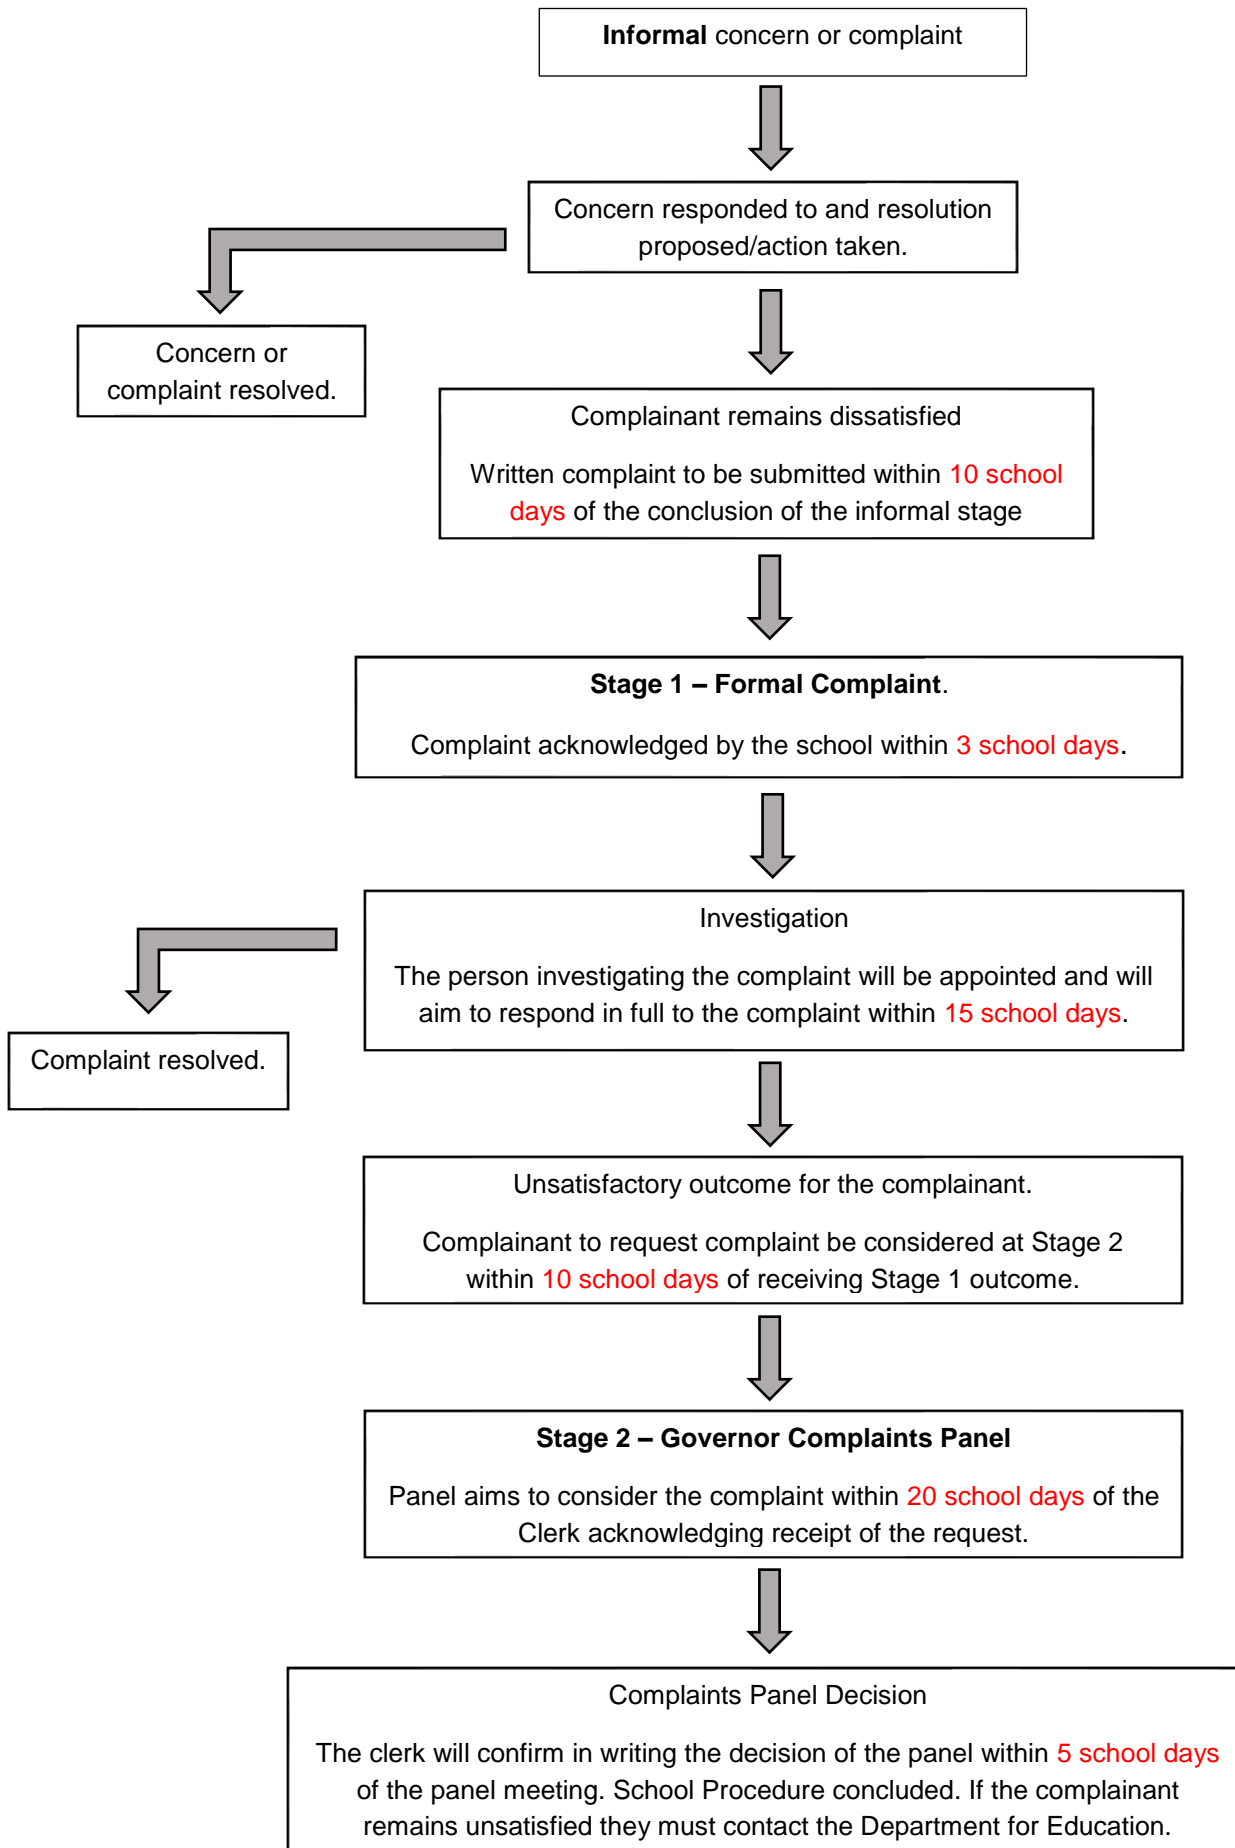 Informal concern or complaint
Concern responded to and resolution
proposed/action taken.
Concern or
complaint resolved.
Complainant remains dissatisfied
Written complaint to be submitted within 10 school
days of the conclusion of the informal stage
Stage 1 – Formal Complaint.
Complaint acknowledged by the school within 3 school days.
Investigation
The person investigating the complaint will be appointed and will
aim to respond in full to the complaint within 15 school days.
Complaint resolved.
Unsatisfactory outcome for the complainant.
Complainant to request complaint be considered at Stage 2
within 10 school days of receiving Stage 1 outcome.
Stage 2 – Governor Complaints Panel
Panel aims to consider the complaint within 20 school days of the
Clerk acknowledging receipt of the request.
Complaints Panel Decision
The clerk will confirm in writing the decision of the panel within 5 school days
of the panel meeting. School Procedure concluded. If the complainant
remains unsatisfied they must contact the Department for Education.